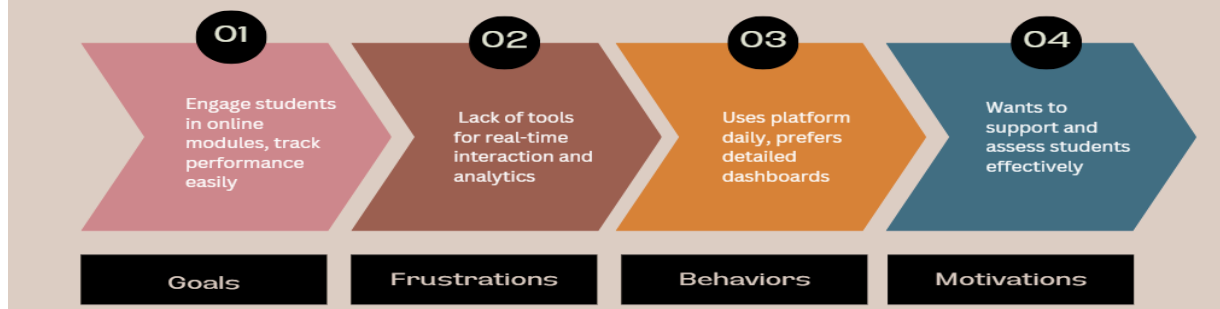 01
Engage students
in online
modules, track
performance
easily
02
Lack of tools
for real-time
interaction and
analytics
03
Uses platform
daily, prefers
detailed
dashboards
04
Wants to
support and
assess students
effectively
Goals
Frustrations
Behaviors
Motivations